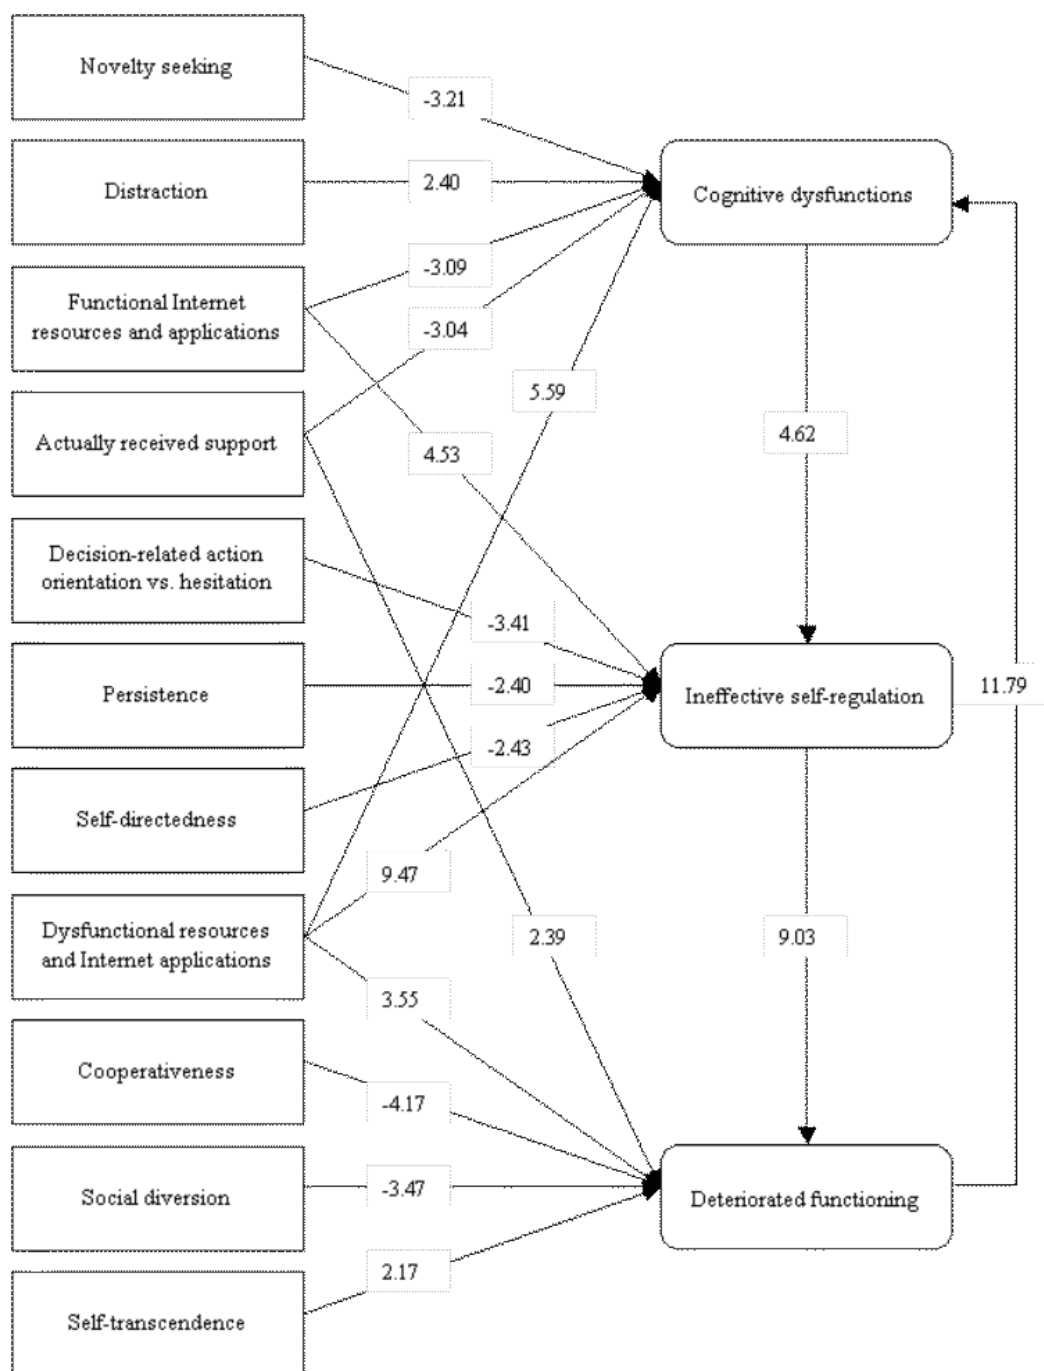 Novelty seeking
-3.21
Distraction
2.40
Cognitive dysfunctions
Functional Internet
resources and applications
-3.09
-3.04
Actually received support
5.59
4.53
4.62
Decision-related action
orientation vs. hesitation
-3.41
Persistence
-2.40
Ineffective self-regulation
11.79
-2.43
Self-directedness
9.47
Dysfunctional resources
and Internet applications
2.39
9.03
3.55
Cooperativeness
-4.17
Social diversion
-3.47
Deteriorated functioning
2.17
Self-transcendence